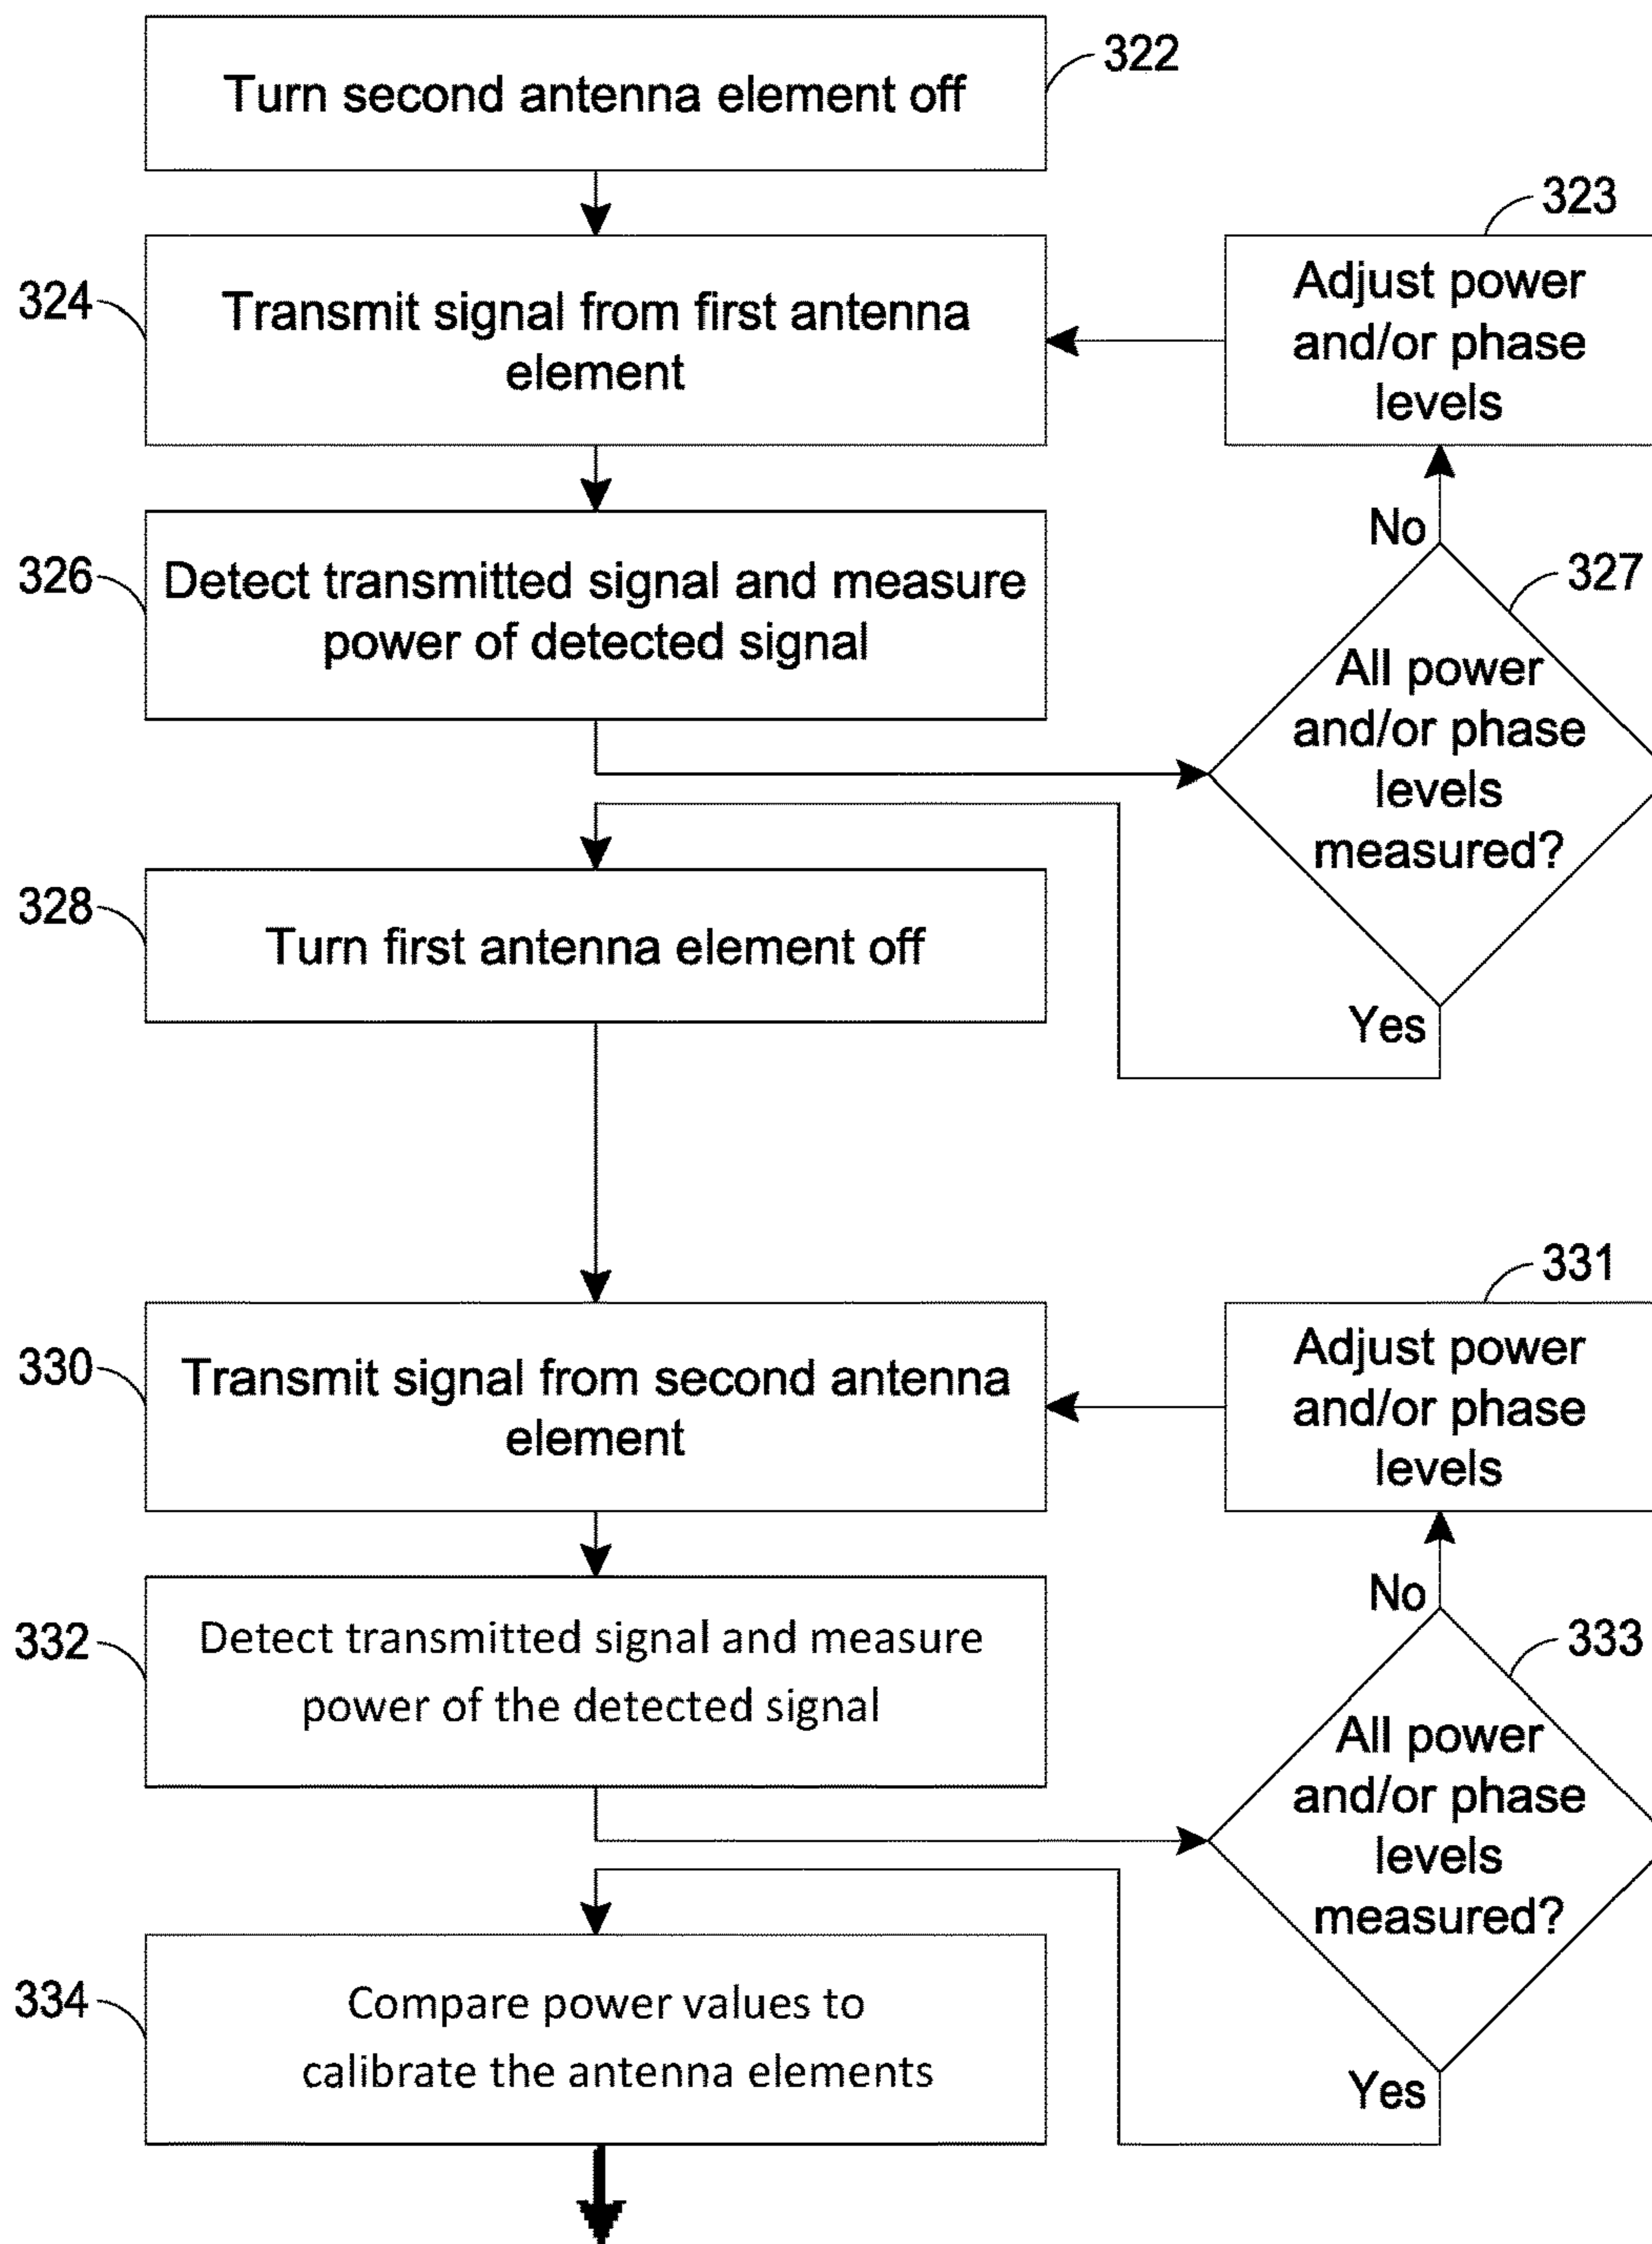 Turn second antenna element off
322
323
324
Transmit signal from first antenna
element
Adjust power
and/or phase
levels
326
Detect transmitted signal and measure
power of detected signal
No
327
All power
and/or phase
levels
measured?
328
Turn first antenna element off
Yes
331
330
Transmit signal from second antenna
element
Adjust power
and/or phase
levels
332
Detect transmitted signal and measure
power of the detected signal
No
333
All power
and/or phase
levels
measured?
334
Compare power values to
calibrate the antenna elements
Yes